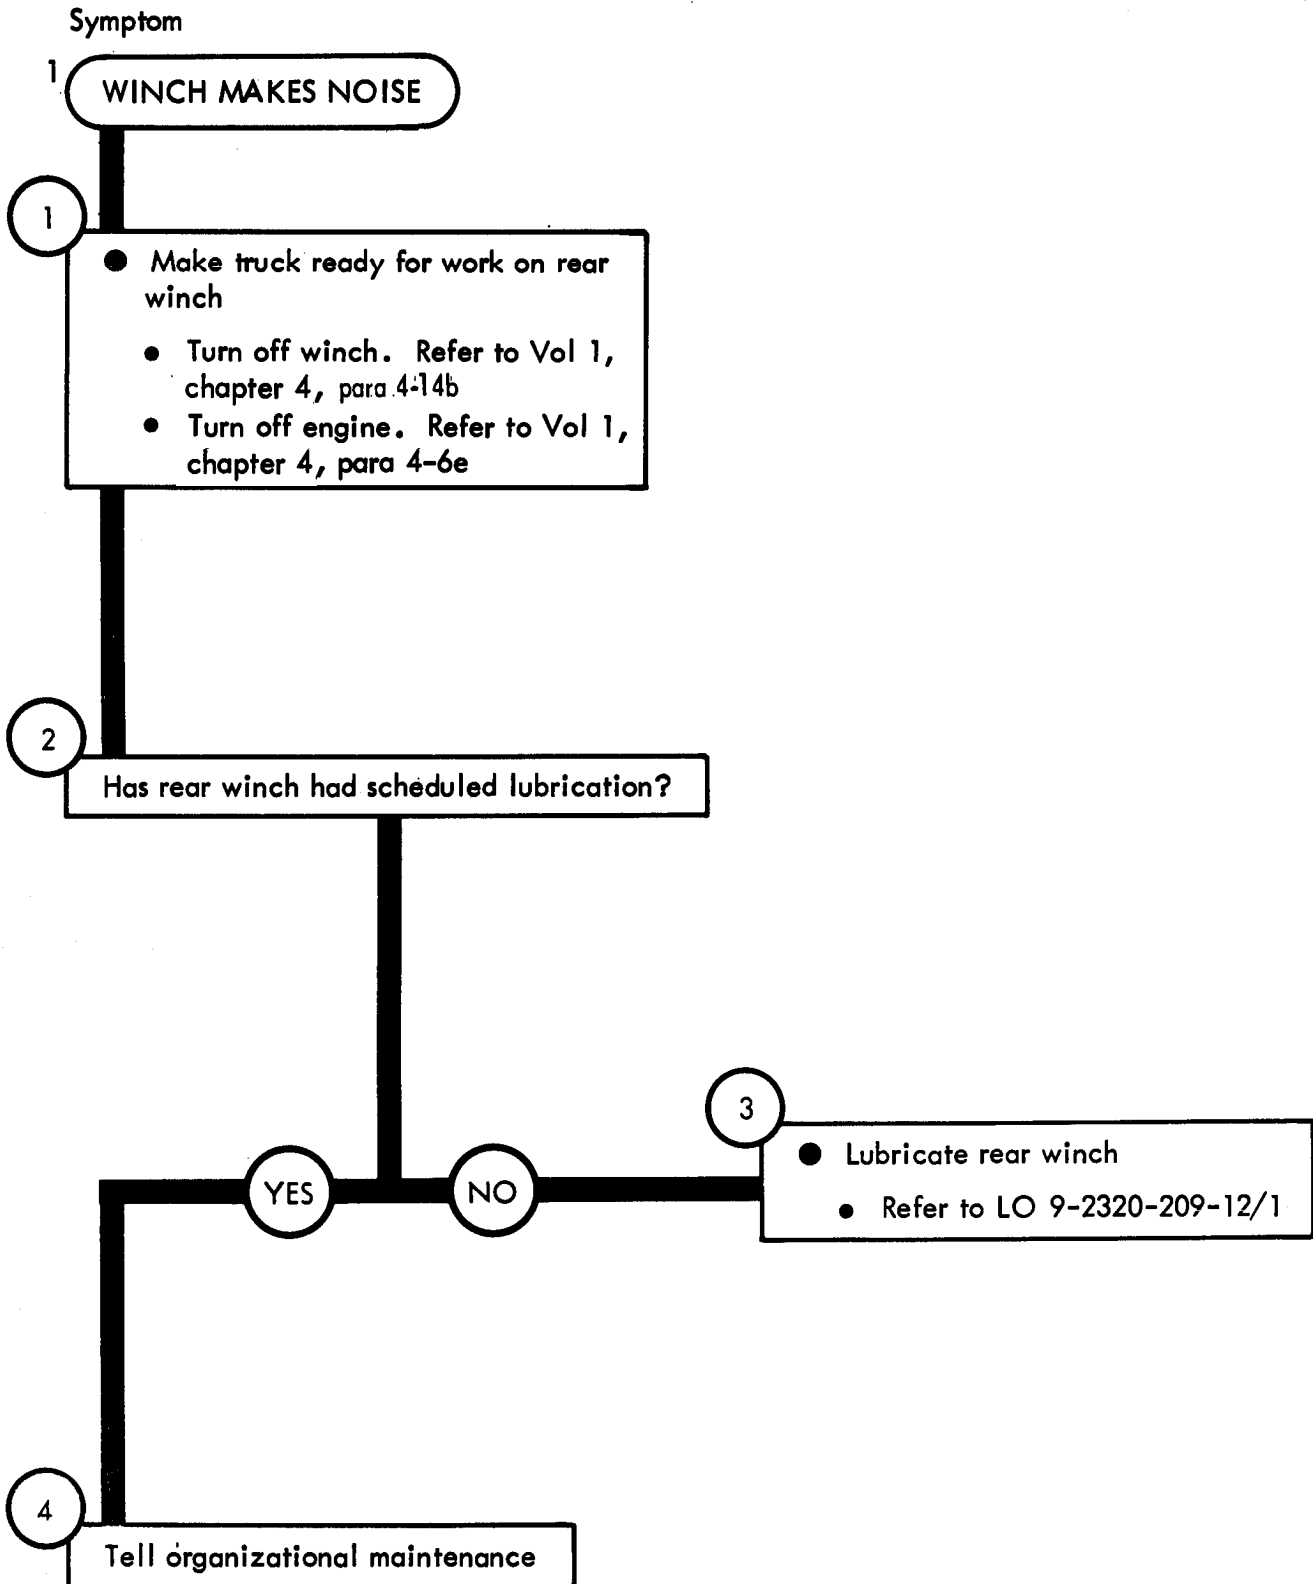 Symptom
1
WINCH MAKES NOISE
1
● Make truck ready for work on rear
winch
● Turn off winch. Refer to Vol 1,
chapter 4, para 4-14b
● Turn off engine. Refer to Vol 1,
chapter 4, para 4-6e
2
Has rear winch had scheduled lubrication?
3
● Lubricate rear winch
● Refer to LO 9-2320-209-12/1
YES
NO
4
Tell organizational maintenance